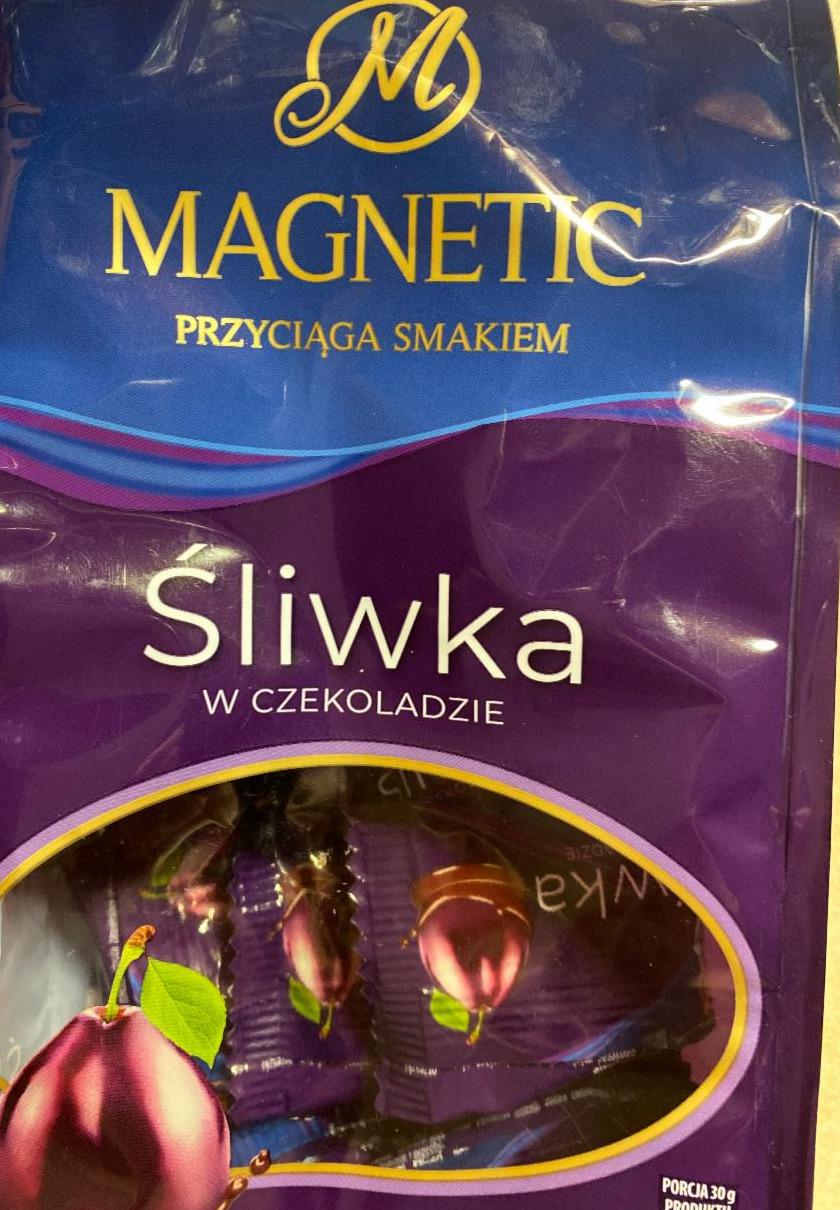 M
MAGNETIC
PRZYCIĄGA SMAKIEM
Śliwka
W CZEKOLADZIE
PORCJA 30 g
PRODUKTU